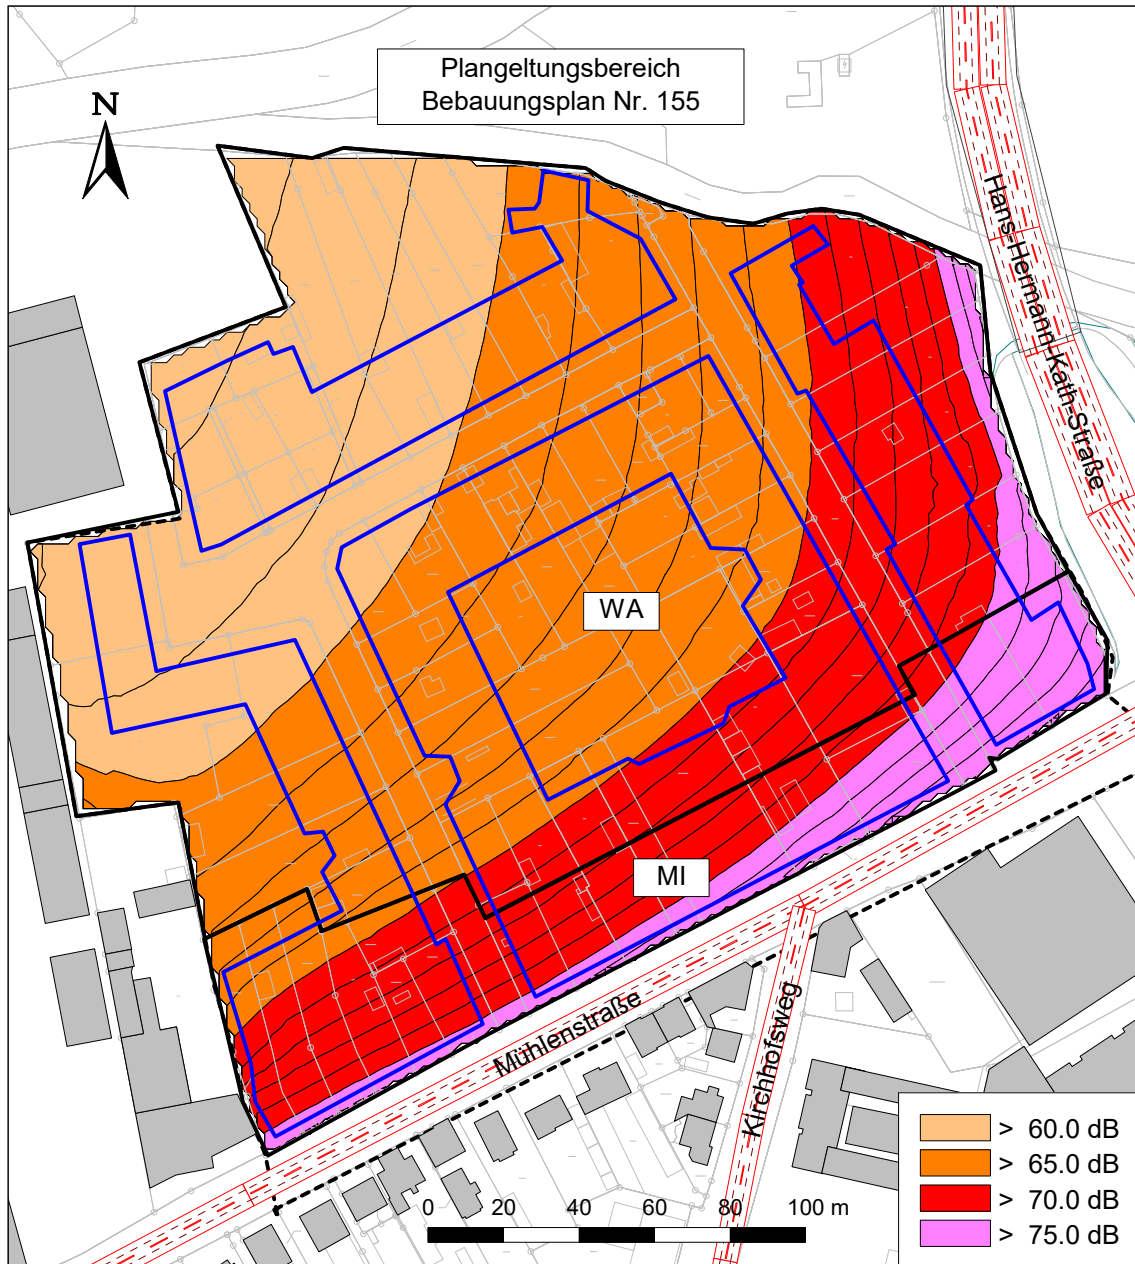 Plangeltungsbereich
Bebauungsplan Nr. 155
N
Hans-Hermann-Kath-Straße
WA
MI
Mühlenstraße
Kirchhofsweg
> 60.0 dB
> 65.0 dB
> 70.0 dB
> 75.0 dB
0 20 40 60 80 100 m